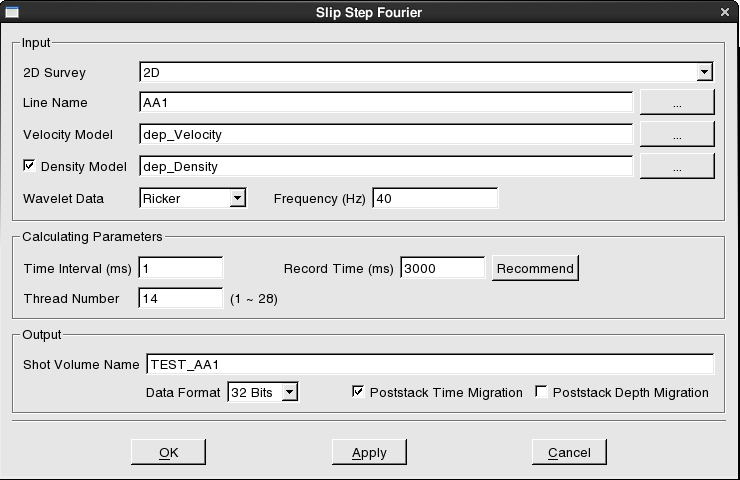 Slip Step Fourier
Input
2D Survey 2D
Line Name AA1 ...
Velocity Model dep_Velocity ...
Density Model dep_Density ...
Wavelet Data Ricker Frequency (Hz) 40
Calculating Parameters
Time Interval (ms) 1 Record Time (ms) 3000 Recommend
Thread Number 14 (1 ~ 28)
Output
Shot Volume Name TEST_AA1
Data Format 32 Bits Poststack Time Migration Poststack Depth Migration
OK Apply Cancel